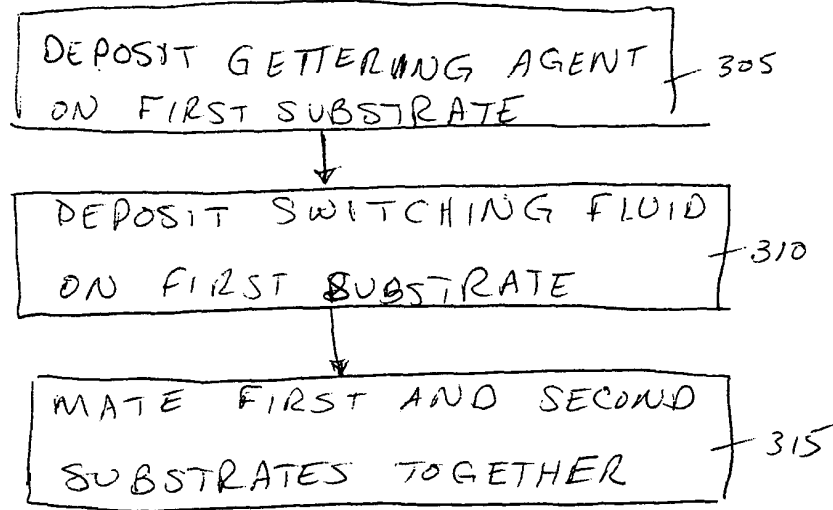 DEPOSIT GETTERING AGENT 305
ON FIRST SUBSTRATE
DEPOSIT SWITCHING FLUID 310
ON FIRST SUBSTRATE
MATE FIRST AND SECOND 315
SUBSTRATES TOGETHER